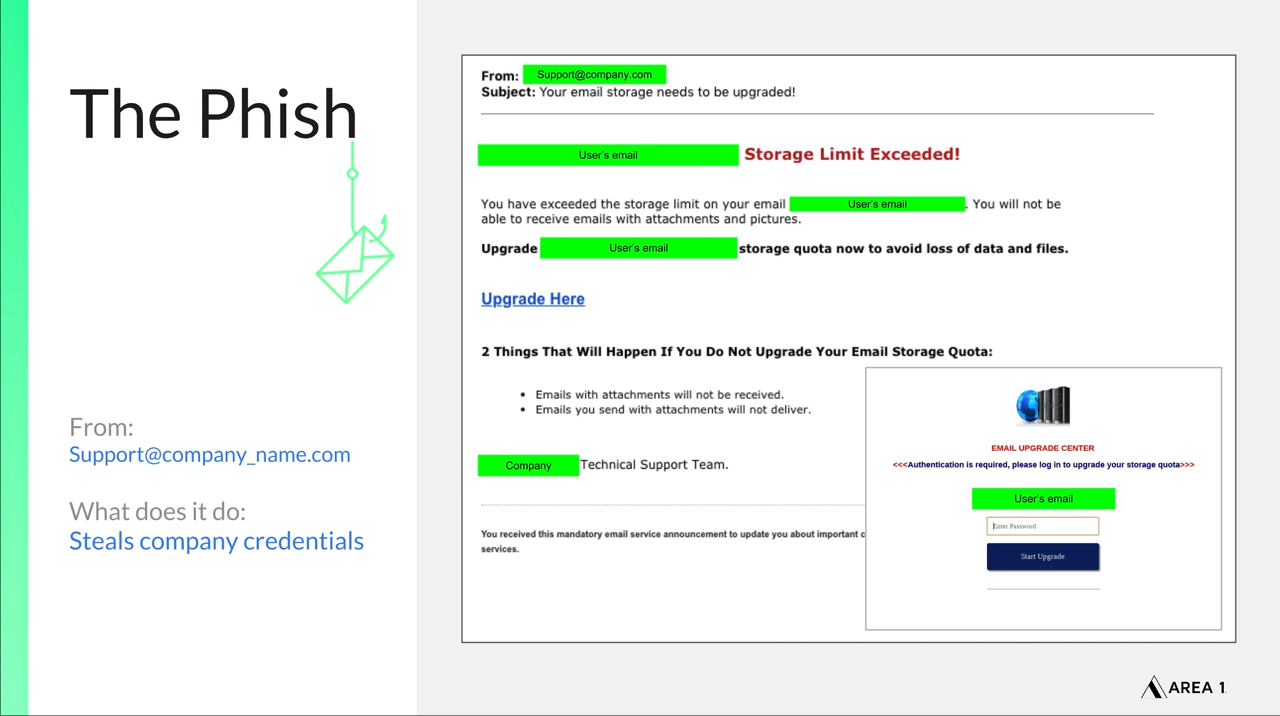 The Phish
From:
Support@company_name.com
What does it do:
Steals company credentials
From: Support@company.com
Subject: Your email storage needs to be upgraded!
User's email Storage Limit Exceeded!
You have exceeded the storage limit on your email User's email . You will not be
able to receive emails with attachments and pictures.
Upgrade User's email storage quota now to avoid loss of data and files.
Upgrade Here
2 Things That Will Happen If You Do Not Upgrade Your Email Storage Quota:
• Emails with attachments will not be received.
• Emails you send with attachments will not deliver.
Company Technical Support Team.
You received this mandatory email service announcement to update you about important c
services.
EMAIL UPGRADE CENTER
<<<Authentication is required, please log in to upgrade your storage quota>>>
User's email
Enter Password
Start Upgrade
AREA 1